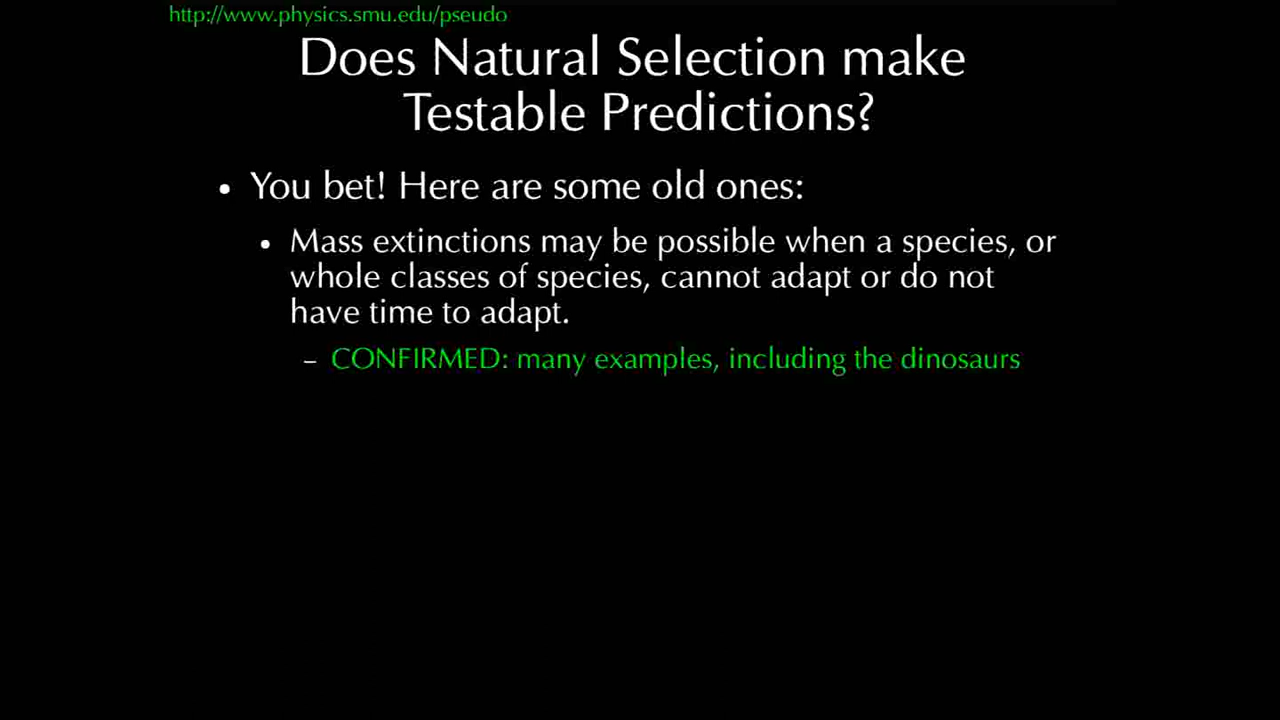 http://www.physics.smu.edu/pseudo
Does Natural Selection make
Testable Predictions?
• You bet! Here are some old ones:
• Mass extinctions may be possible when a species, or
whole classes of species, cannot adapt or do not
have time to adapt.
– CONFIRMED: many examples, including the dinosaurs